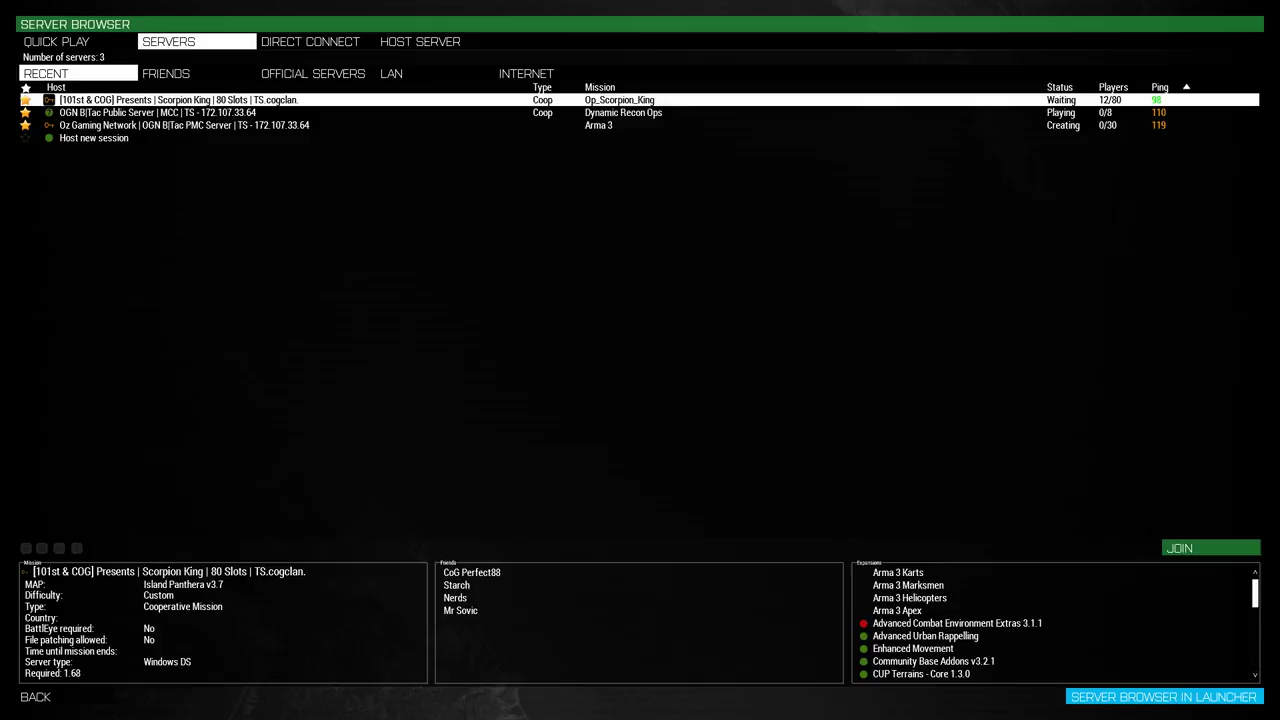 SERVER BROWSER
QUICK PLAY SERVERS DIRECT CONNECT HOST SERVER
Number of servers: 3
RECENT FRIENDS OFFICIAL SERVERS LAN INTERNET
Host Type Mission Status Players Ping
[101st & COG] Presents | Scorpion King | 80 Slots | TS.cogclan. Coop Op_Scorpion_King Waiting 12/80 98
OGN B|Tac Public Server | MCC | TS - 172.107.33.64 Coop Dynamic Recon Ops Playing 0/8 110
Oz Gaming Network | OGN B|Tac PMC Server | TS - 172.107.33.64 Arma 3 Creating 0/30 119
Host new session
JOIN
Mission
[101st & COG] Presents | Scorpion King | 80 Slots | TS.cogclan.
MAP: Island Panthera v3.7
Difficulty: Custom
Type: Cooperative Mission
Country:
BattlEye required: No
File patching allowed: No
Time until mission ends:
Server type: Windows DS
Required: 1.68
Friends
CoG Perfect88
Starch
Nerds
Mr Sovic
Expansions
Arma 3 Karts
Arma 3 Marksmen
Arma 3 Helicopters
Arma 3 Apex
Advanced Combat Environment Extras 3.1.1
Advanced Urban Rappelling
Enhanced Movement
Community Base Addons v3.2.1
CUP Terrains - Core 1.3.0
BACK
SERVER BROWSER IN LAUNCHER